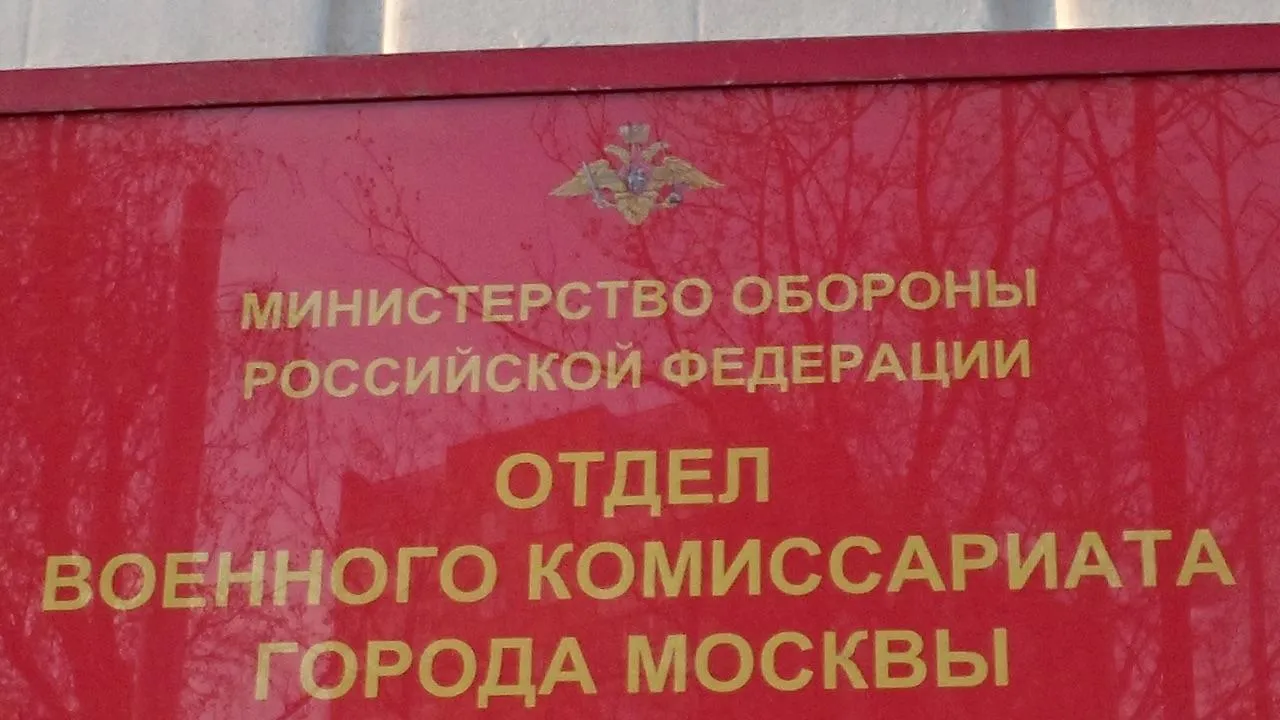 МИНИСТЕРСТВО ОБОРОНЫ
РОССИЙСКОЙ ФЕДЕРАЦИИ
ОТДЕЛ
ВОЕННОГО КОМИССАРИАТА
ГОРОДА МОСКВЫ